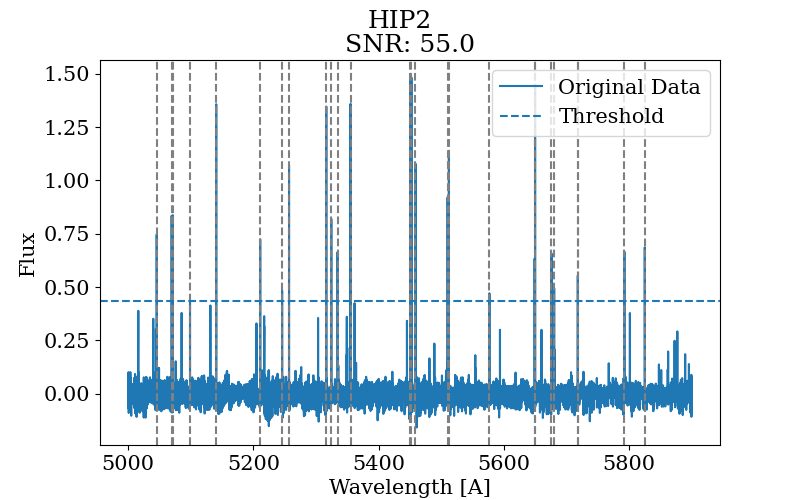 HIP2
SNR: 55.0
1.50
1.25
1.00
0.75
0.50
0.25
0.00
Flux
Original Data
Threshold
5000 5200 5400 5600 5800
Wavelength [A]